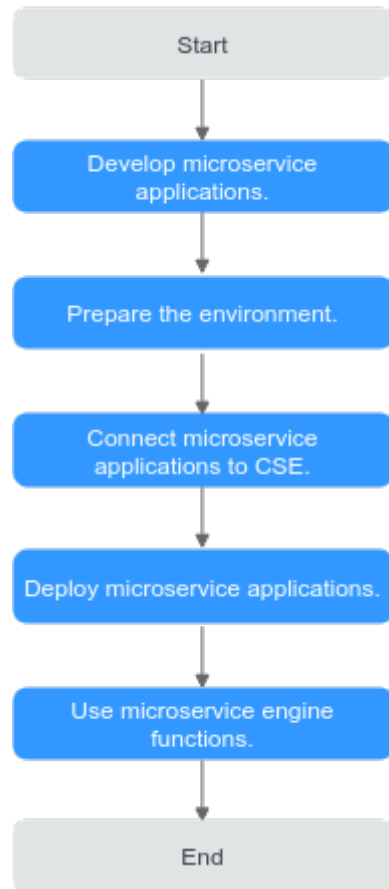 Start
Develop microservice
applications.
Prepare the environment.
Connect microservice
applications to CSE.
Deploy microservice applications.
Use microservice engine
functions.
End